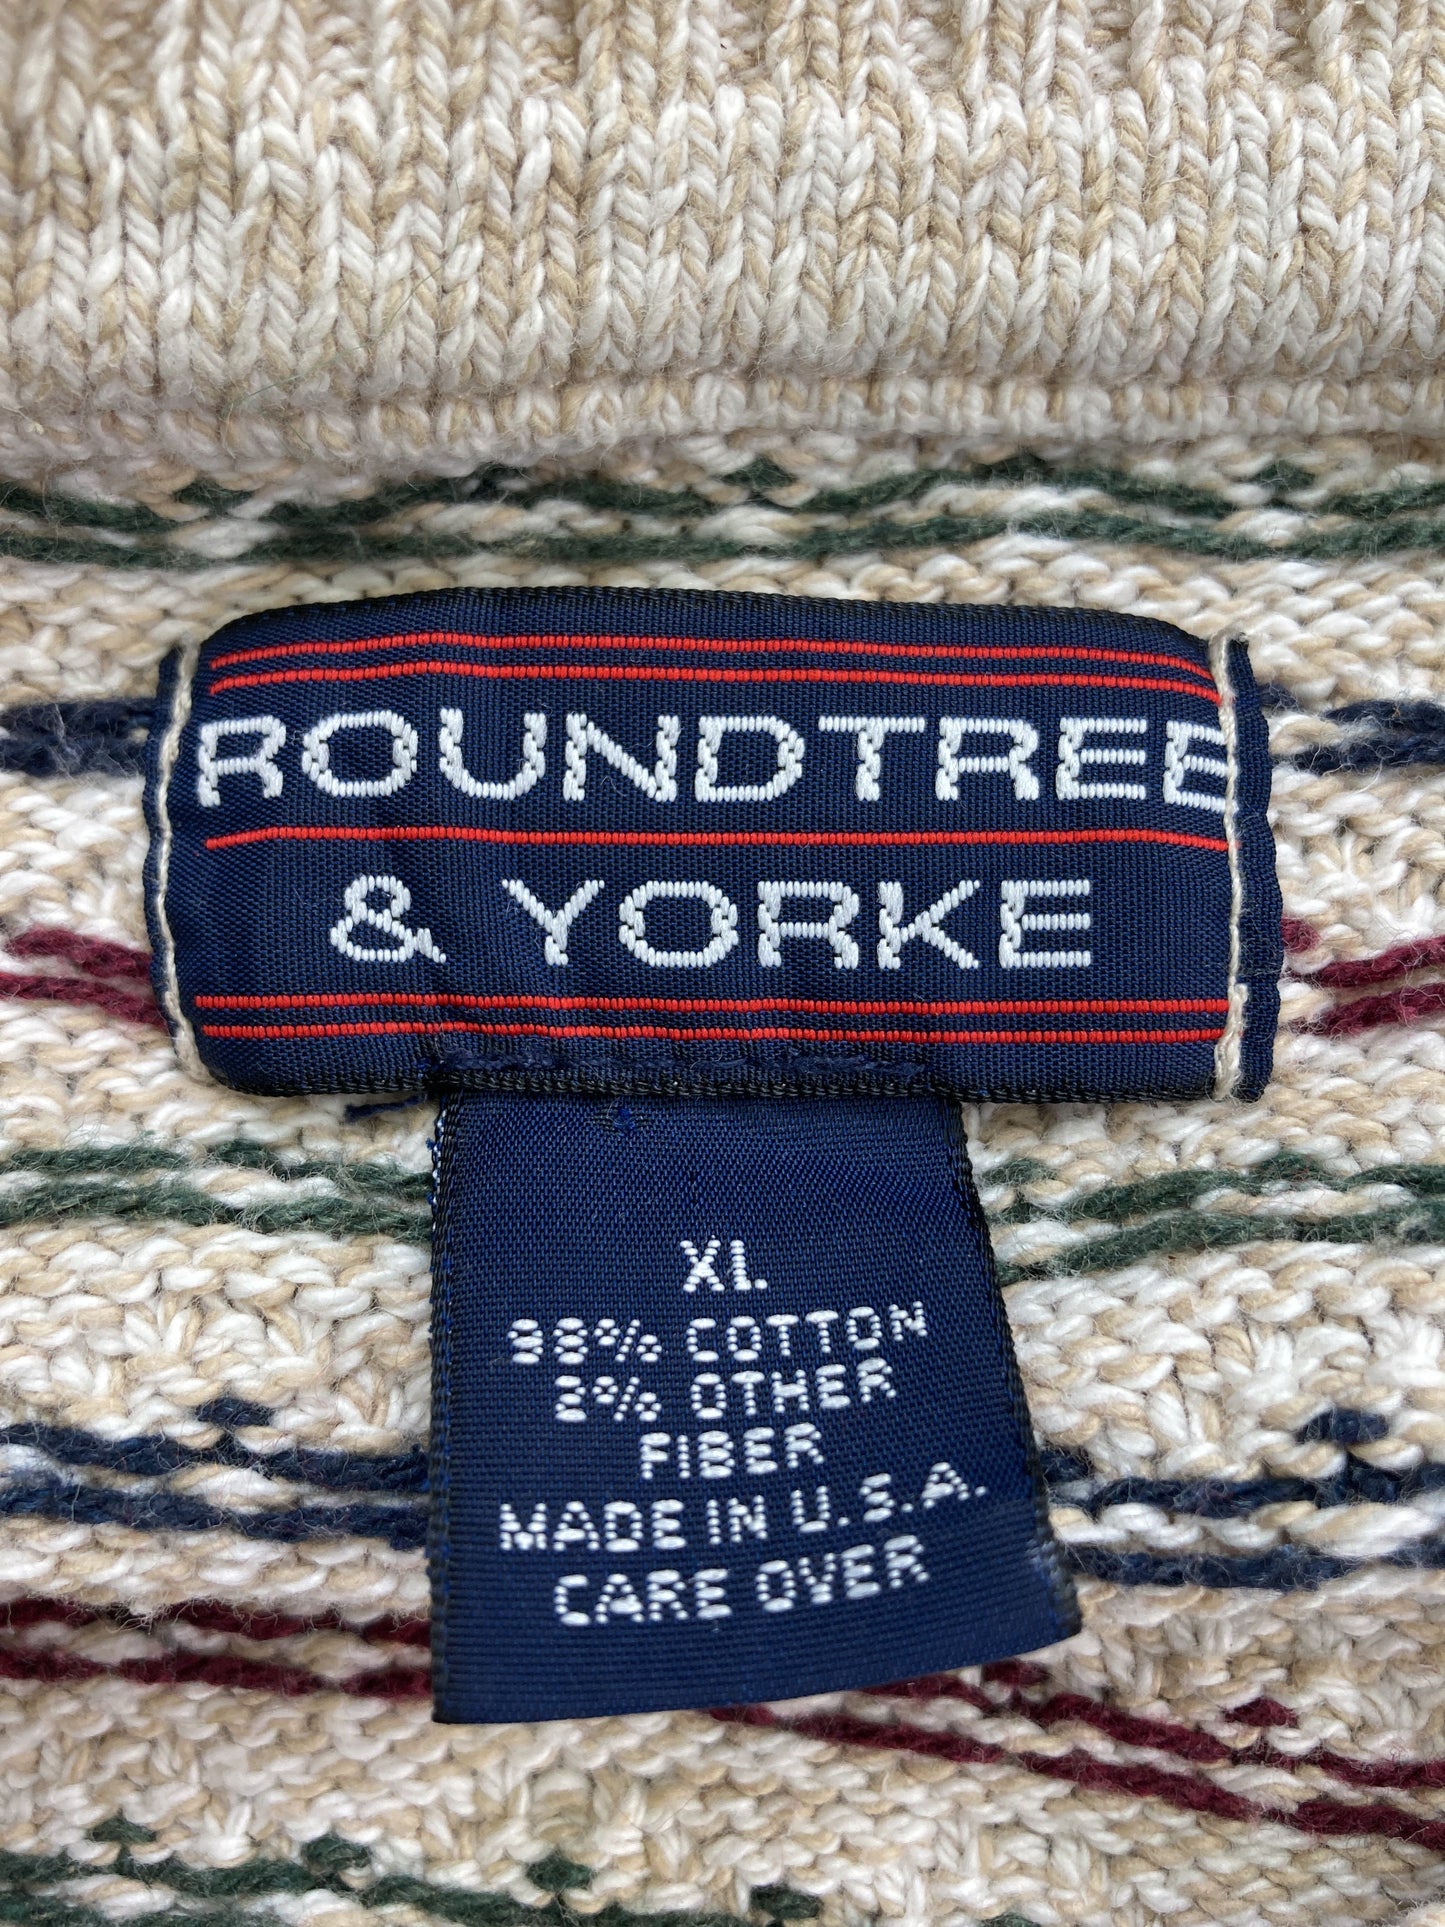 ROUNDTREE
& YORKE
XL
98% COTTON
2% OTHER
FIBER
MADE IN U.S.A.
CARE OVER